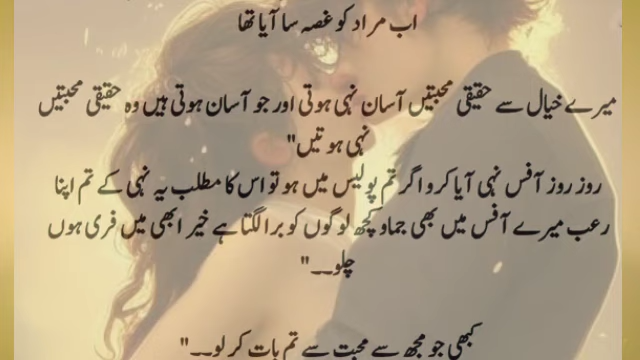 اب مراد کو غصہ سا آیا تھا
میرے خیال سے حقیقی محبتیں آسان نہی ہوتی اور جو آسان ہوتی ہیں وہ حقیقی محبتیں
نہی ہوتیں"
روز روز آفس نہی آیا کرو اگر تم پولیس میں ہو تو اس کا مطلب یہ نہی کے تم اپنا
رعب میرے آفس میں بھی جماو کچھ لوگوں کو برا لگتا ہے خیر ابھی میں فری ہوں
چلو۔۔۔"
کبھی جو مجھ سے محبت سے تم بات کر لو۔۔۔"